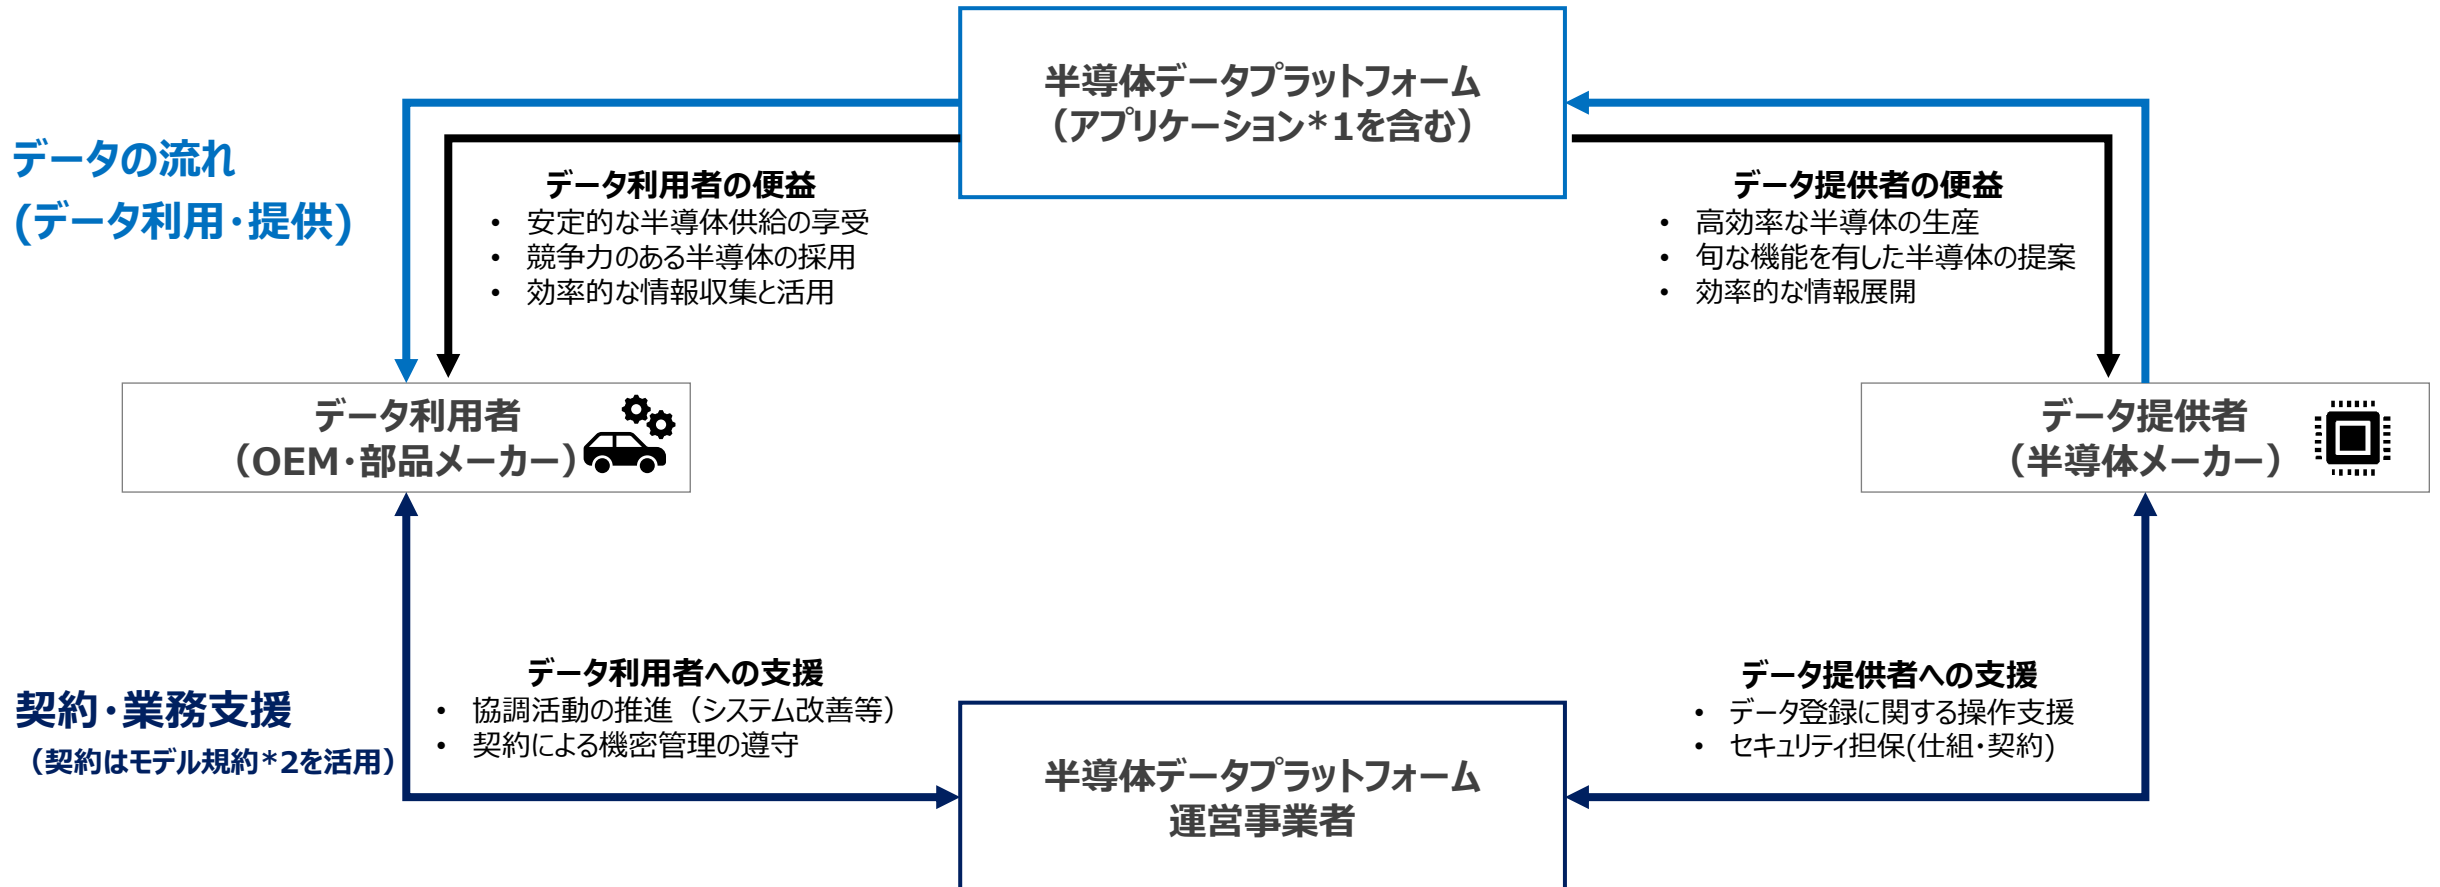 半導体データプラットフォーム
（アプリケーション*1を含む）
データの流れ
(データ利用・提供)
データ利用者の便益
• 安定的な半導体供給の享受
• 競争力のある半導体の採用
• 効率的な情報収集と活用
データ提供者の便益
• 高効率な半導体の生産
• 旬な機能を有した半導体の提案
• 効率的な情報展開
データ利用者
（OEM・部品メーカー）
データ提供者
（半導体メーカー）
契約・業務支援
（契約はモデル規約*2を活用）
データ利用者への支援
• 協調活動の推進（システム改善等）
• 契約による機密管理の遵守
データ提供者への支援
• データ登録に関する操作支援
• セキュリティ担保(仕組・契約)
半導体データプラットフォーム
運営事業者